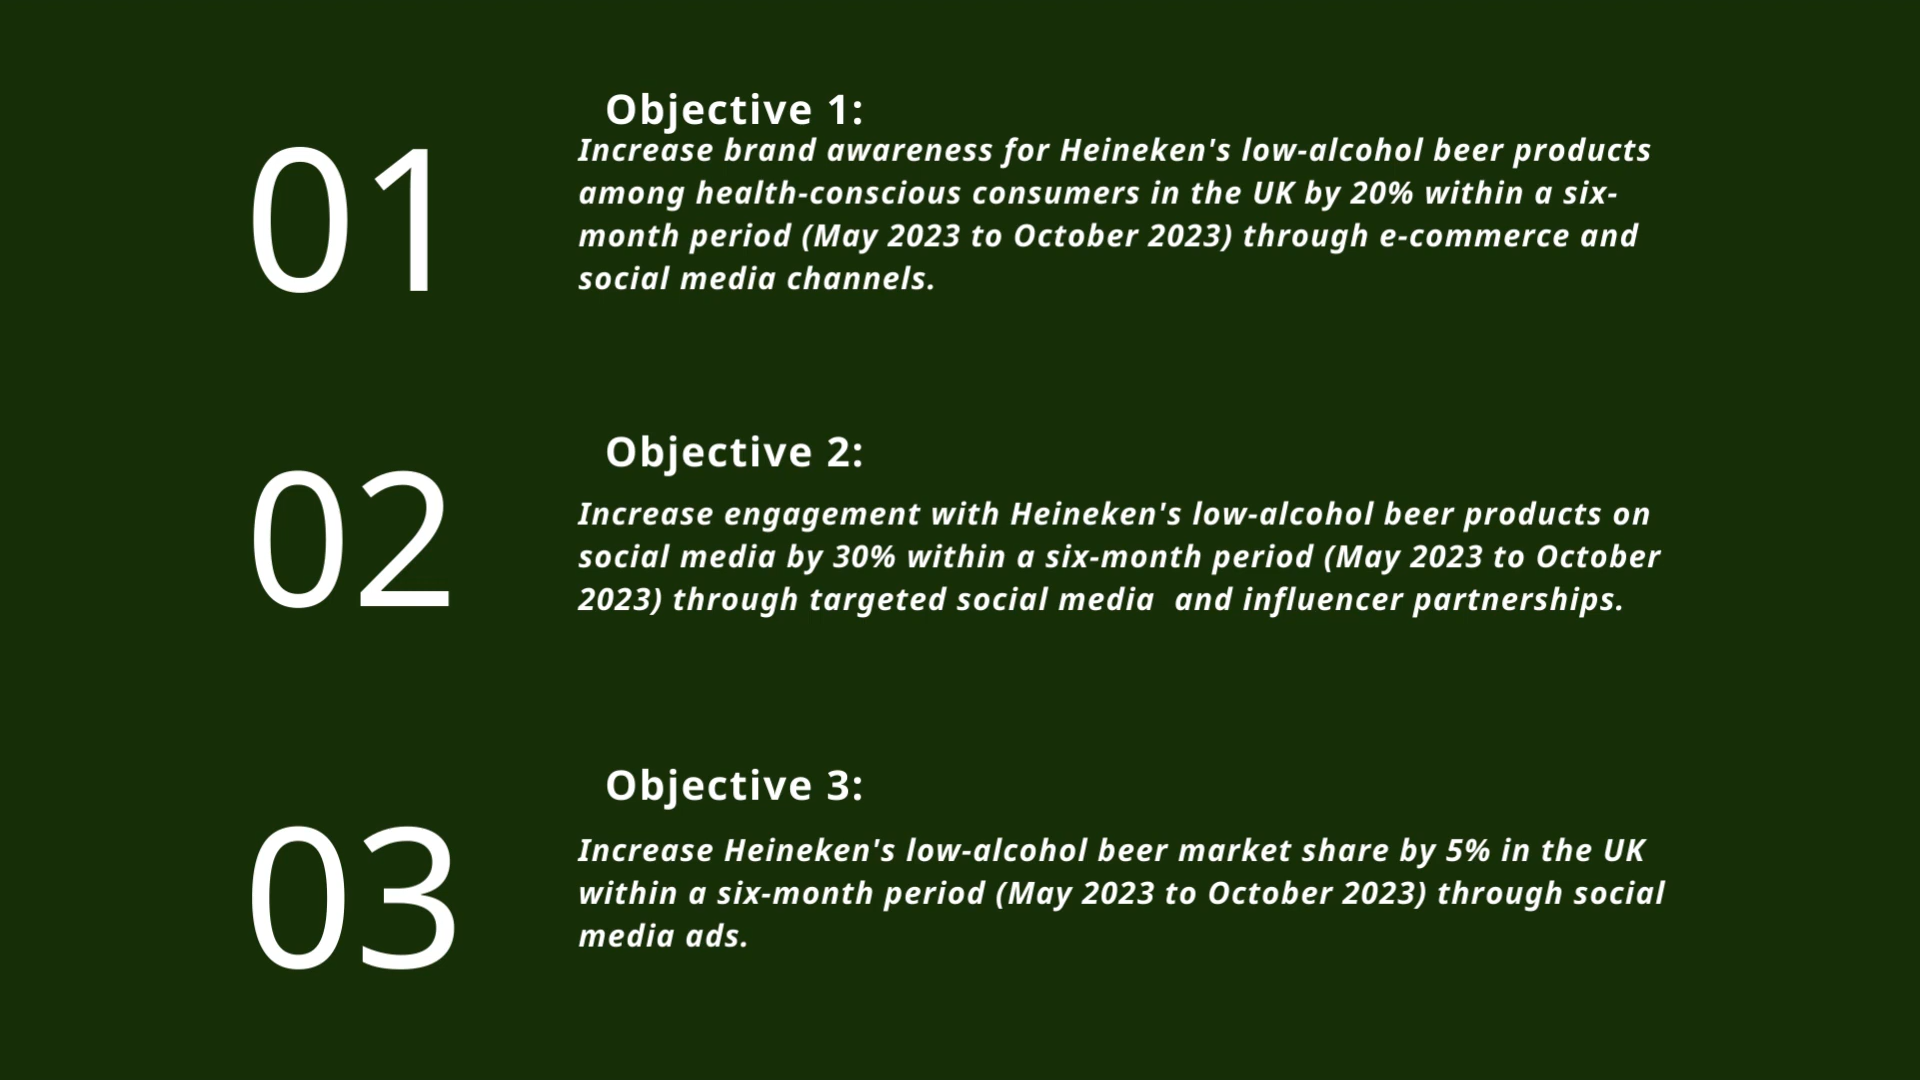 01
Objective 1:
Increase brand awareness for Heineken's low-alcohol beer products
among health-conscious consumers in the UK by 20% within a six-
month period (May 2023 to October 2023) through e-commerce and
social media channels.
02
Objective 2:
Increase engagement with Heineken's low-alcohol beer products on
social media by 30% within a six-month period (May 2023 to October
2023) through targeted social media  and influencer partnerships.
03
Objective 3:
Increase Heineken's low-alcohol beer market share by 5% in the UK
within a six-month period (May 2023 to October 2023) through social
media ads.